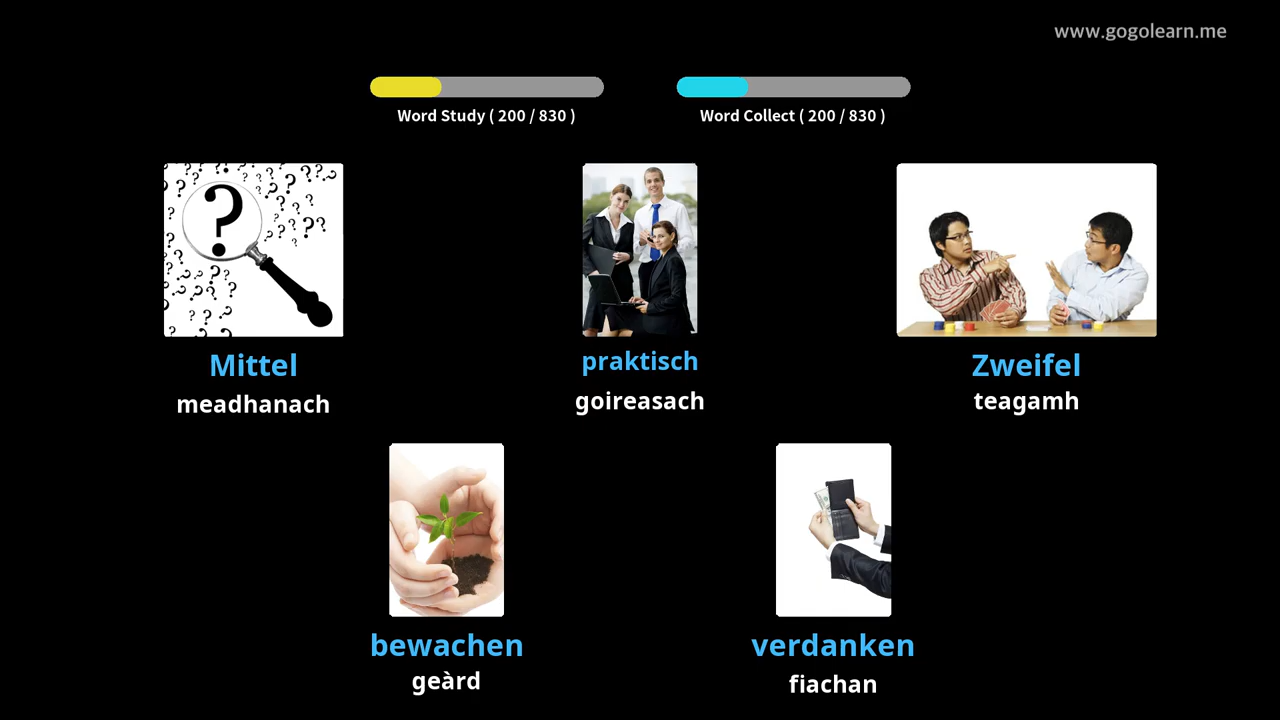 www.gogolearn.me
Word Study ( 200 / 830 )
Word Collect ( 200 / 830 )
Mittel
meadhanach
praktisch
goireasach
Zweifel
teagamh
bewachen
geàrd
verdanken
fiachan